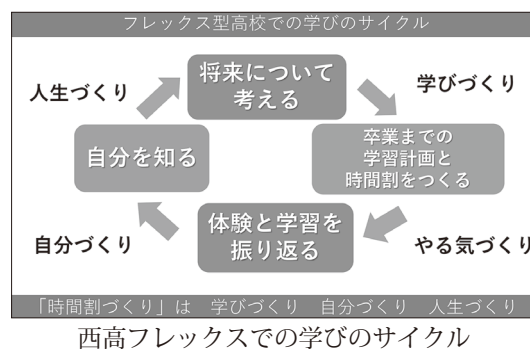 フレックス型高校での学びのサイクル
人生づくり
将来について
考える
学びづくり
自分を知る
卒業までの
学習計画と
時間割をつくる
自分づくり
体験と学習を
振り返る
やる気づくり
「時間割づくり」は　学びづくり　自分づくり　人生づくり
西高フレックスでの学びのサイクル